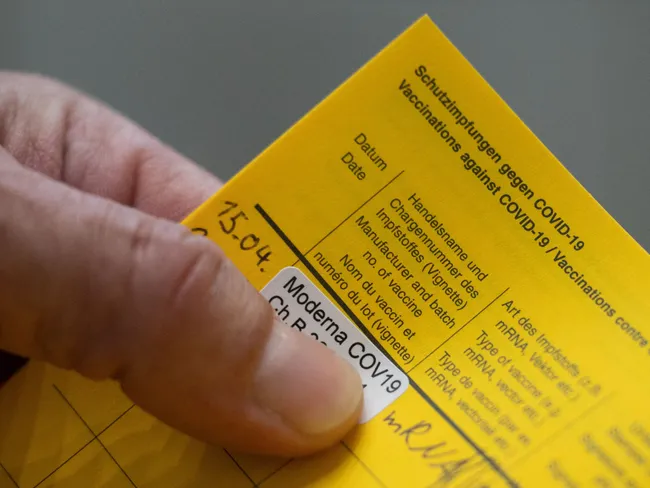 Schutzimpfungen gegen COVID-19
Vaccinations against COVID-19 / Vaccinations contre
Datum
Date
Handelsname und
Chargennummer des
Impfstoffes (Vignette)
Manufacturer and batch
no. of vaccine
Nom du vaccin et
numéro du lot (vignette)
Art des Impfstoffs (z.B.
mRNA, Vektor etc.)
Type of vaccine (e.g.
mRNA, vector etc.)
Type de vaccin (par ex
mRNA, vectorielle etc.)
15.04.
Moderna COV19
Ch.B
mRNA